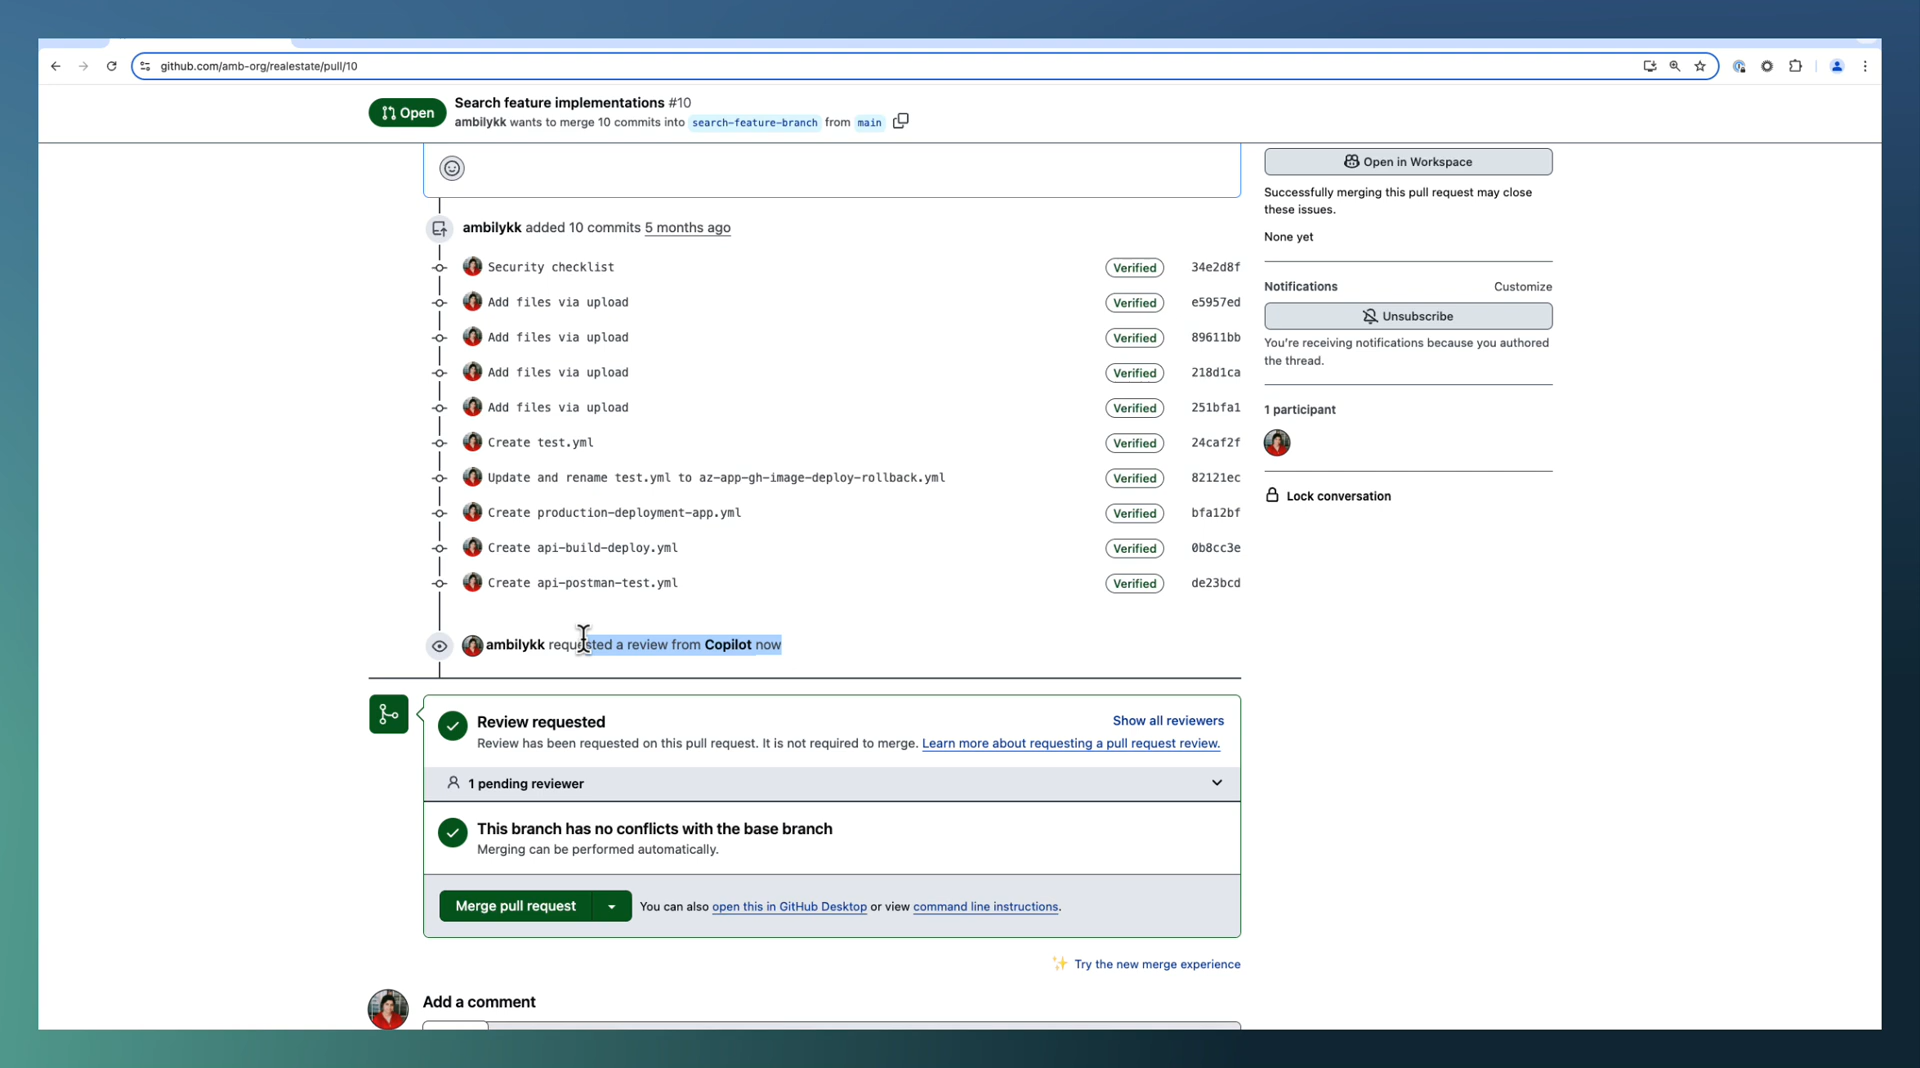 github.com/amb-org/realestate/pull/10
Open
Search feature implementations #10
ambilykk wants to merge 10 commits into search-feature-branch from main
Open in Workspace
Successfully merging this pull request may close
these issues.
None yet
ambilykk added 10 commits 5 months ago
Security checklist Verified 34e2d8f
Add files via upload Verified e5957ed
Add files via upload Verified 89611bb
Add files via upload Verified 218d1ca
Add files via upload Verified 251bfa1
Create test.yml Verified 24caf2f
Update and rename test.yml to az-app-gh-image-deploy-rollback.yml Verified 82121ec
Create production-deployment-app.yml Verified bfa12bf
Create api-build-deploy.yml Verified 0b8cc3e
Create api-postman-test.yml Verified de23bcd
Notifications Customize
Unsubscribe
You're receiving notifications because you authored
the thread.
1 participant
Lock conversation
ambilykk requested a review from Copilot now
Review requested Show all reviewers
Review has been requested on this pull request. It is not required to merge. Learn more about requesting a pull request review.
1 pending reviewer
This branch has no conflicts with the base branch
Merging can be performed automatically.
Merge pull request You can also open this in GitHub Desktop or view command line instructions.
Try the new merge experience
Add a comment